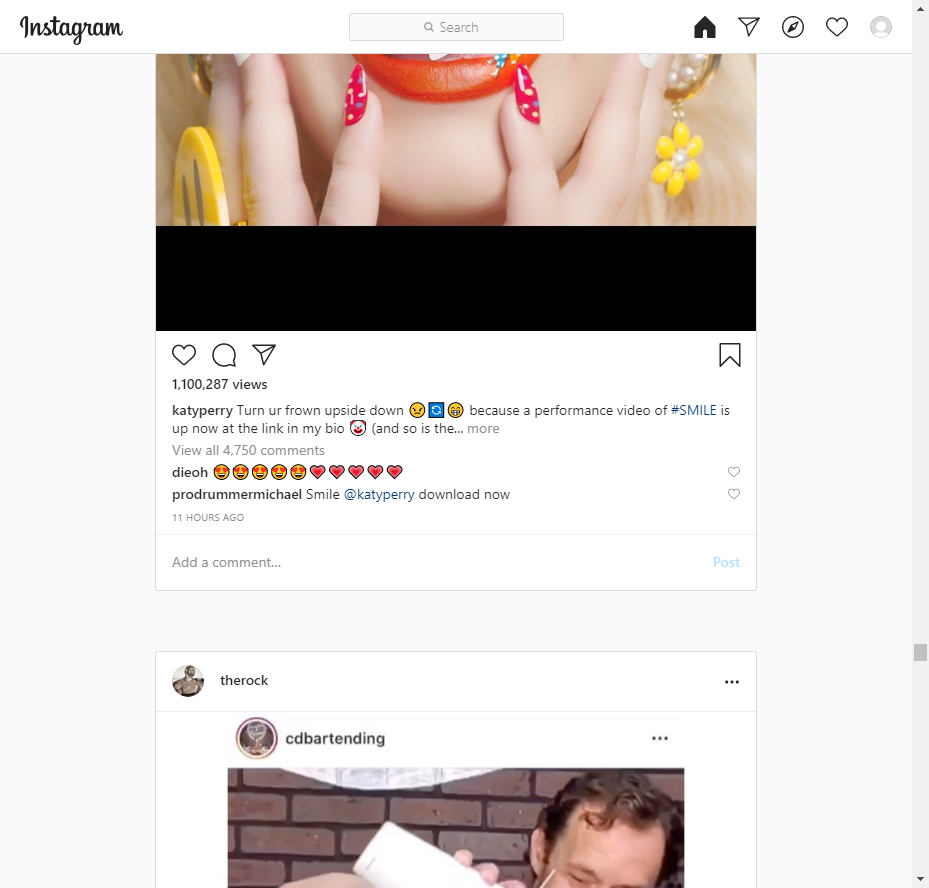 Instagram
Search
1,100,287 views
katyperry Turn ur frown upside down 😠🔄😁 because a performance video of #SMILE is
up now at the link in my bio 🤡 (and so is the... more
View all 4,750 comments
dieoh 🤩🤩🤩🤩🤩💗💗💗💗💗
prodrummermichael Smile @katyperry download now
11 HOURS AGO
Add a comment...
Post
therock
cdbartending